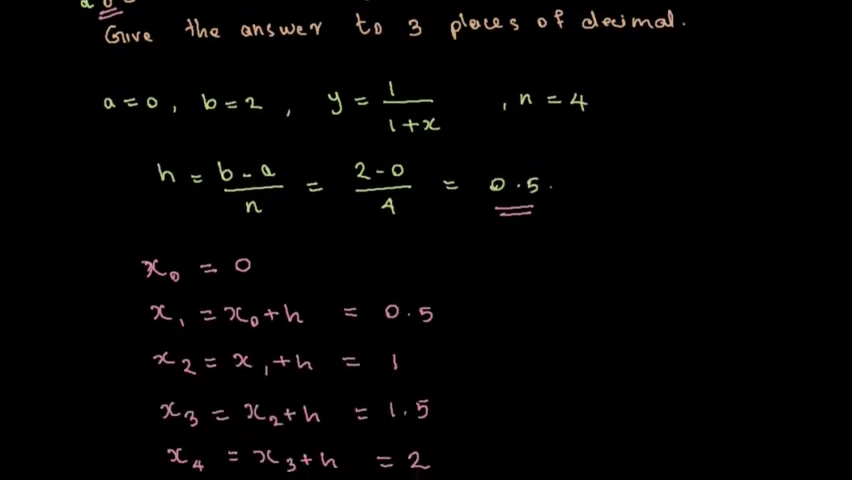 Give the answer to 3 places of decimal.
a = 0, b = 2, y = 1/(1+x), n = 4
h = (b-a)/n = (2-0)/4 = 0.5.
x₀ = 0
x₁ = x₀+h = 0.5
x₂ = x₁+h = 1
x₃ = x₂+h = 1.5
x₄ = x₃+h = 2